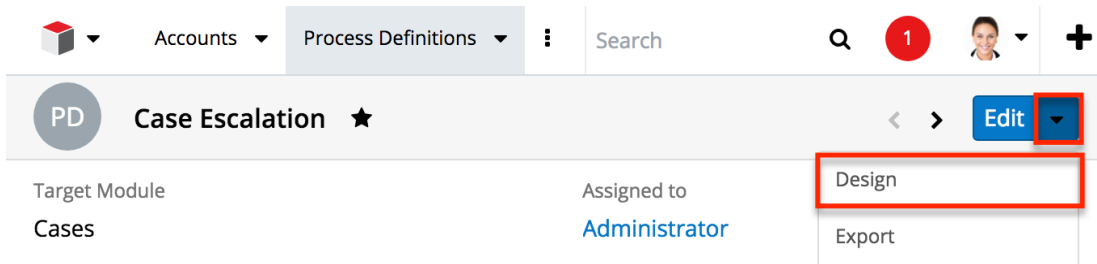 Accounts Process Definitions Search 1
PD Case Escalation Edit
Target Module Assigned to Design
Cases Administrator Export